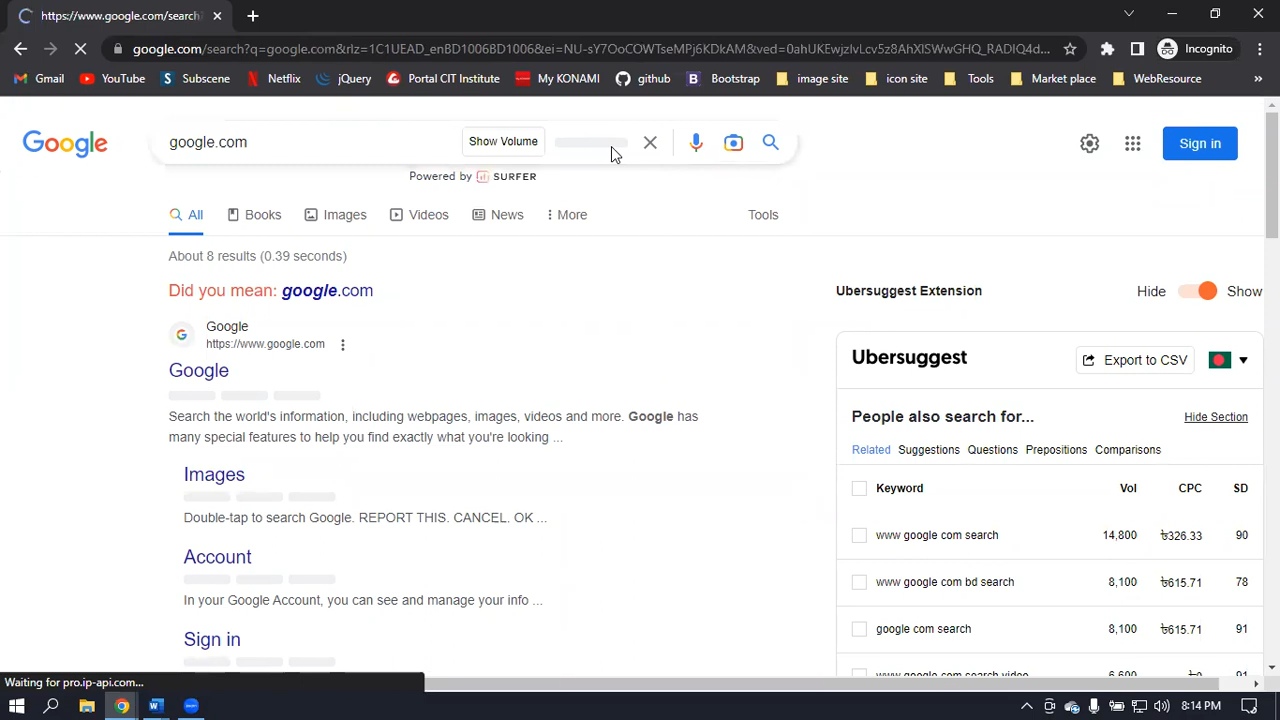 https://www.google.com/search
google.com/search?q=google.com&rlz=1C1UEAD_enBD1006BD1006&ei=NU-sY7OoCOWTseMPj6KDkAM&ved=0ahUKEwjzlvLcv5z8AhXlSWwGHQ_RADIQ4d...
Incognito
Gmail
YouTube
Subscene
Netflix
jQuery
Portal CIT Institute
My KONAMI
github
Bootstrap
image site
icon site
Tools
Market place
WebResource
Google
google.com
Show Volume
Sign in
Powered by SURFER
All
Books
Images
Videos
News
More
Tools
About 8 results (0.39 seconds)
Did you mean: google.com
Google
https://www.google.com
Google
Search the world's information, including webpages, images, videos and more. Google has
many special features to help you find exactly what you're looking ...
Images
Double-tap to search Google. REPORT THIS. CANCEL. OK ...
Account
In your Google Account, you can see and manage your info ...
Sign in
Ubersuggest Extension
Hide
Show
Ubersuggest
Export to CSV
People also search for...
Hide Section
Related Suggestions Questions Prepositions Comparisons
Keyword Vol CPC SD
www google com search 14,800 ৳326.33 90
www google com bd search 8,100 ৳615.71 78
google com search 8,100 ৳615.71 91
www google com search video 6,600 ৳0 91
Waiting for pro.ip-api.com...
8:14 PM